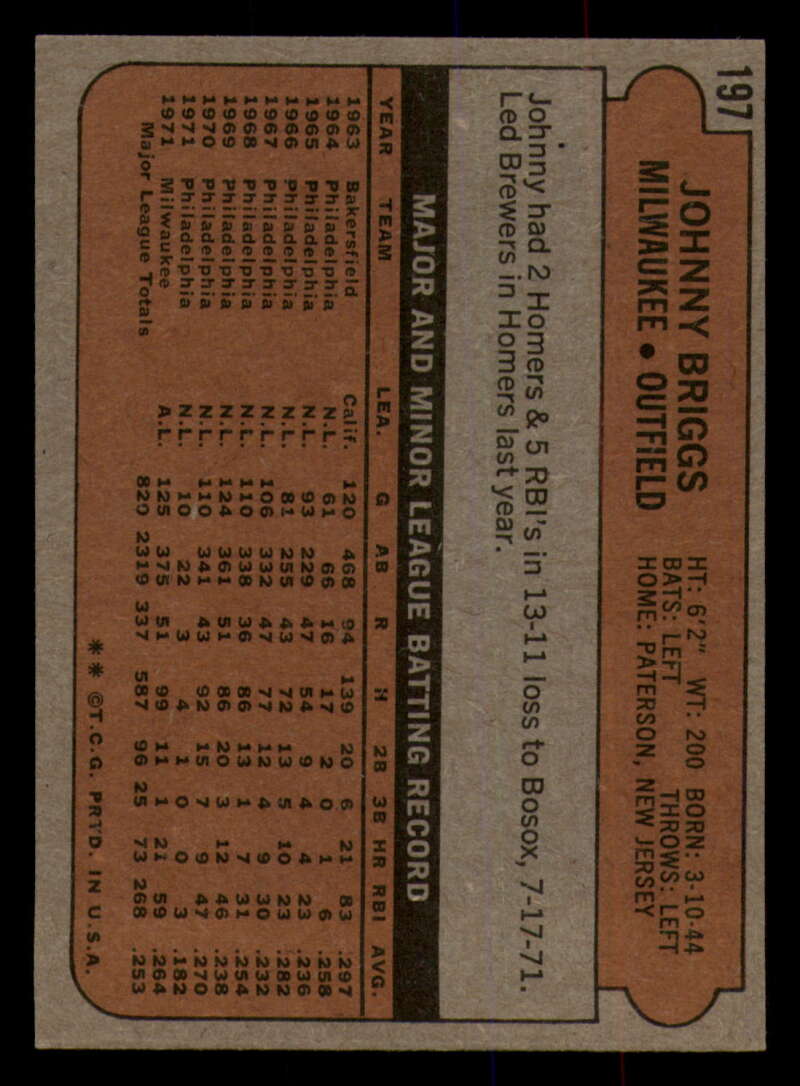 197
JOHNNY BRIGGS
MILWAUKEE • OUTFIELD
HT: 6'2" WT: 200 BORN: 3-10-44
BATS: LEFT THROWS: LEFT
HOME: PATERSON, NEW JERSEY
Johnny had 2 Homers & 5 RBI's in 13-11 loss to Bosox, 7-17-71.
Led Brewers in Homers last year.
MAJOR AND MINOR LEAGUE BATTING RECORD
YEAR TEAM LEA. G AB R H 2B 3B HR RBI AVG.
1963 Bakersfield Calif. 120 468 94 139 20 6 21 83 .297
1964 Philadelphia N.L. 61 66 16 17 2 0 1 6 .258
1965 Philadelphia N.L. 93 229 47 54 9 4 4 23 .236
1966 Philadelphia N.L. 81 255 43 72 13 5 10 23 .282
1967 Philadelphia N.L. 106 332 47 77 12 4 9 30 .232
1968 Philadelphia N.L. 110 338 36 86 13 1 7 31 .254
1969 Philadelphia N.L. 124 361 51 86 20 3 12 46 .238
1970 Philadelphia N.L. 110 341 43 92 15 7 9 47 .270
1971 Philadelphia N.L. 10 22 3 4 1 0 0 3 .182
1971 Milwaukee A.L. 125 375 51 99 11 1 21 59 .264
Major League Totals 820 2319 337 587 96 25 73 268 .253
** ©T.C.G. PRTD. IN U.S.A.